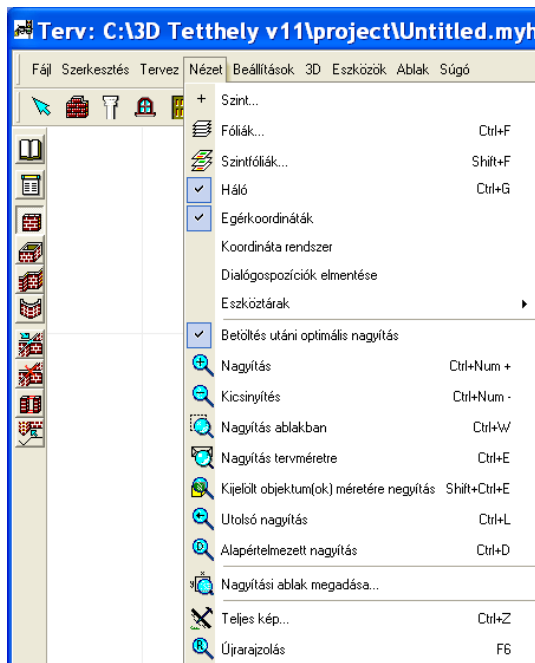 Terv: C:\3D Tetthely v11\project\Untitled.myh
Fájl Szerkesztés Tervez Nézet Beállítások 3D Eszközök Ablak Súgó
Szint...
Fóliák... Ctrl+F
Szintfóliák... Shift+F
Háló Ctrl+G
Egérkoordináták
Koordináta rendszer
Dialógospozíciók elmentése
Eszköztárak
Betöltés utáni optimális nagyítás
Nagyítás Ctrl+Num +
Kicsinyítés Ctrl+Num -
Nagyítás ablakban Ctrl+W
Nagyítás tervméretre Ctrl+E
Kijelölt objektum(ok) méretére negyítás Shift+Ctrl+E
Utolsó nagyítás Ctrl+L
Alapértelmezett nagyítás Ctrl+D
Nagyítási ablak megadása...
Teljes kép... Ctrl+Z
Újrarajzolás F6